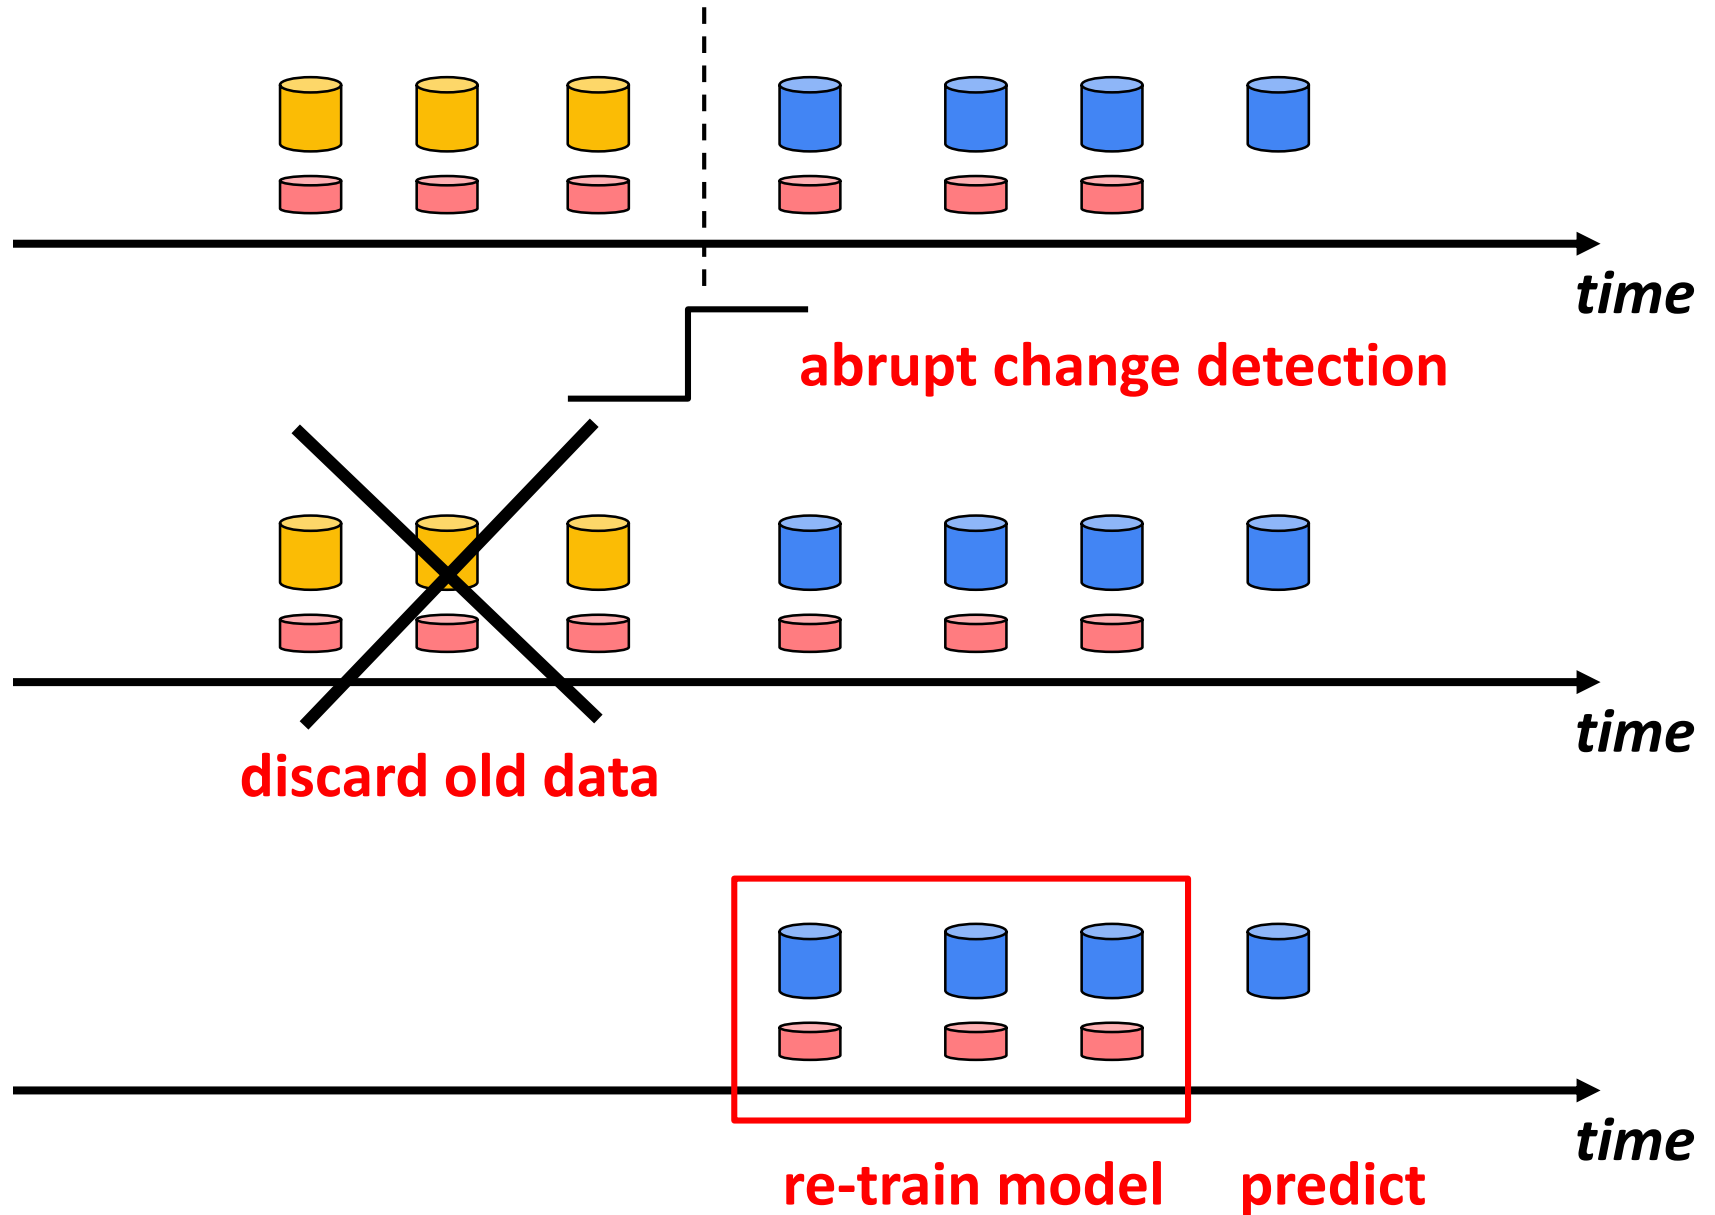 time
abrupt change detection
time
discard old data
time
re-train model
predict